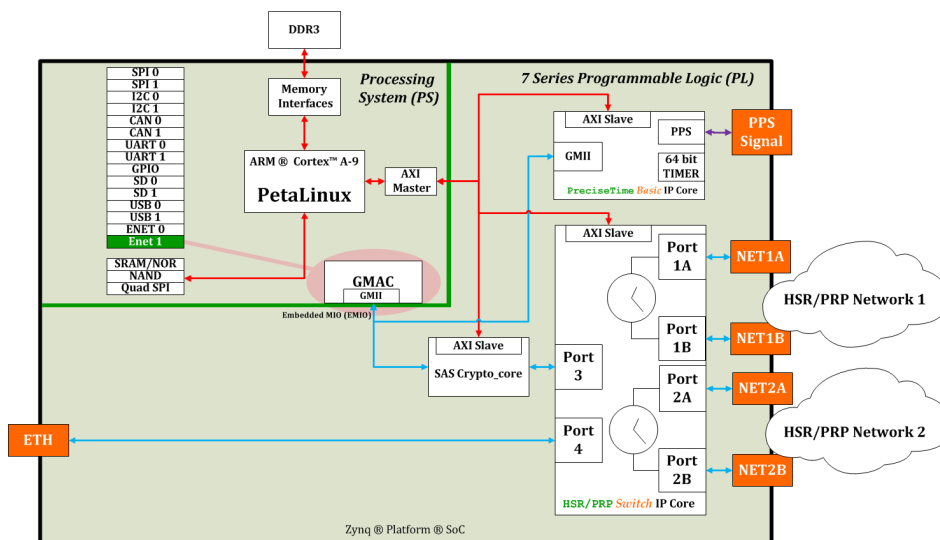 DDR3
SPI 0
SPI 1
I2C 0
I2C 1
CAN 0
CAN 1
UART 0
UART 1
GPIO
SD 0
SD 1
USB 0
USB 1
ENET 0
Enet 1
SRAM/NOR
NAND
Quad SPI
Memory
Interfaces
Processing
System (PS)
ARM ® Cortex™ A-9
PetaLinux
AXI
Master
GMAC
GMII
Embedded MIO (EMIO)
7 Series Programmable Logic (PL)
AXI Slave
PPS
GMII
64 bit
TIMER
PreciseTime Basic IP Core
PPS
Signal
AXI Slave
SAS Crypto_core
AXI Slave
Port
1A
Port
1B
Port
3
Port
2A
Port
4
Port
2B
HSR/PRP Switch IP Core
NET1A
HSR/PRP Network 1
NET1B
NET2A
HSR/PRP Network 2
NET2B
ETH
Zynq ® Platform ® SoC